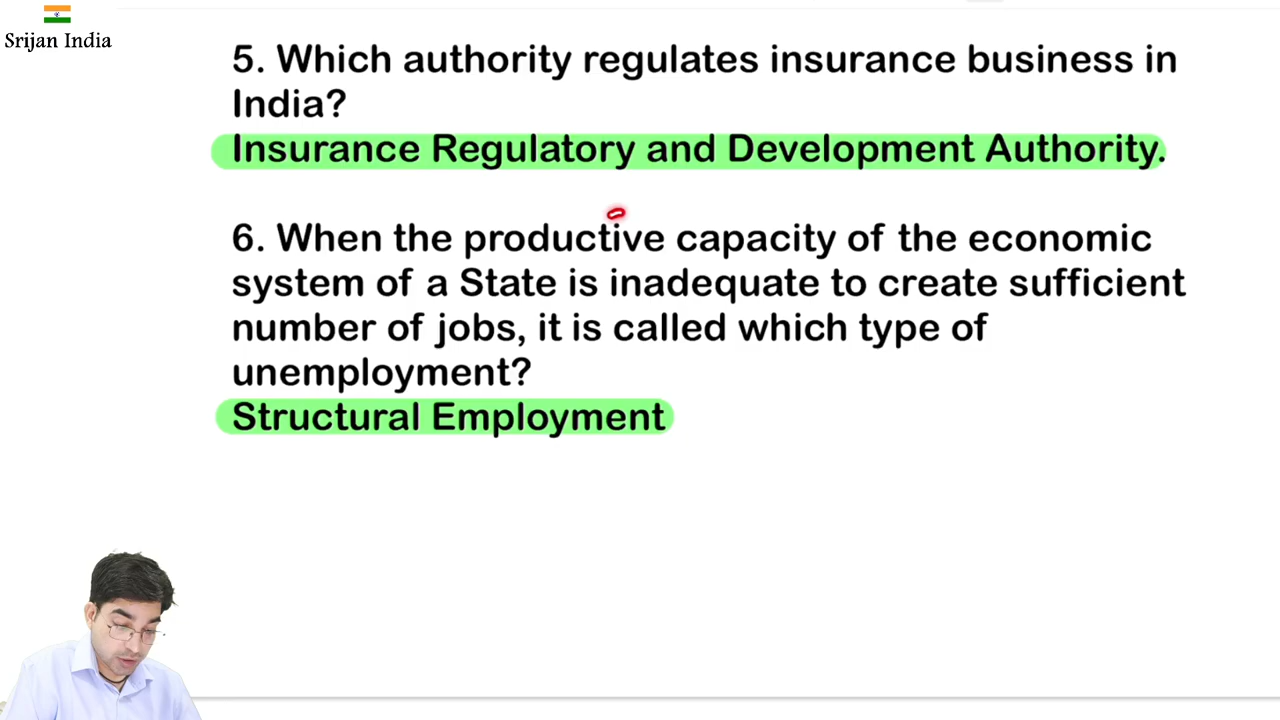 Srijan India
5. Which authority regulates insurance business in
India?
Insurance Regulatory and Development Authority.
6. When the productive capacity of the economic
system of a State is inadequate to create sufficient
number of jobs, it is called which type of
unemployment?
Structural Employment